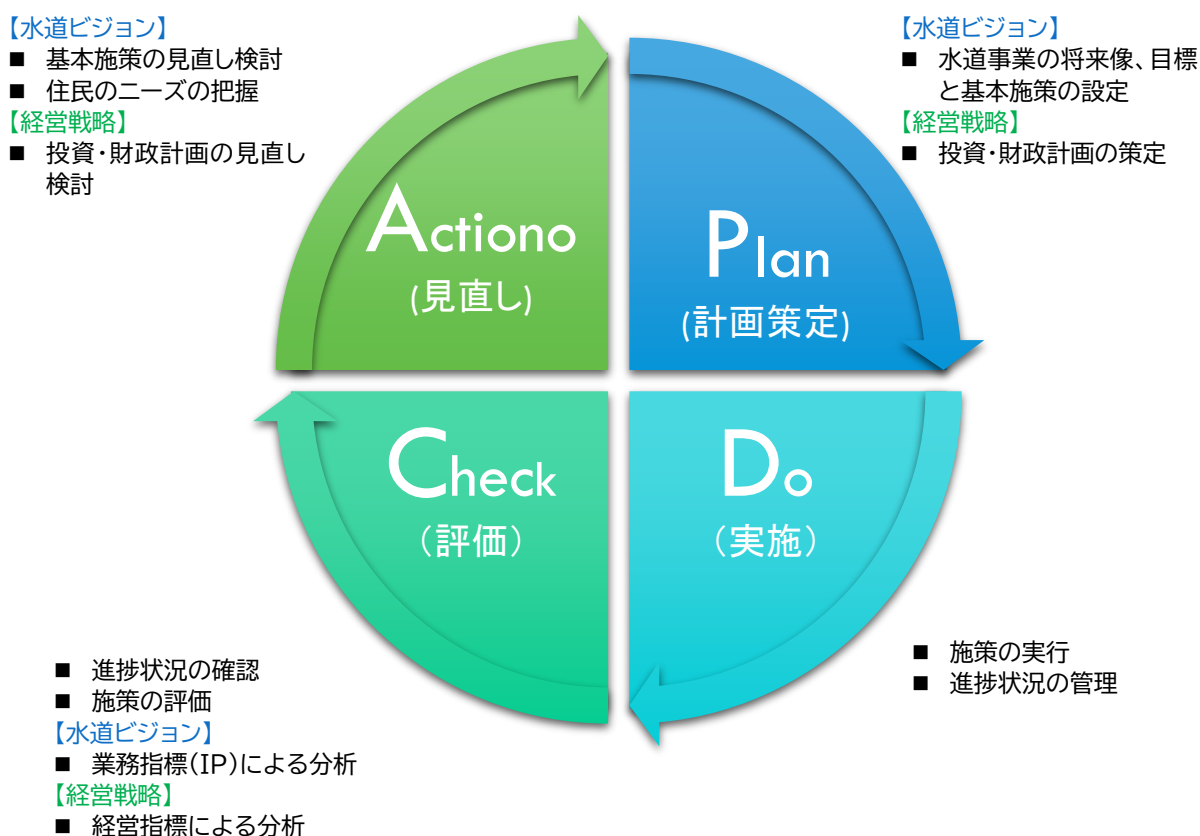 【水道ビジョン】
■ 基本施策の見直し検討
■ 住民のニーズの把握
【経営戦略】
■ 投資・財政計画の見直し
検討
【水道ビジョン】
■ 水道事業の将来像、目標
と基本施策の設定
【経営戦略】
■ 投資・財政計画の策定
Actiono
(見直し)
Plan
(計画策定)
Check
（評価）
Do
（実施）
■ 進捗状況の確認
■ 施策の評価
【水道ビジョン】
■ 業務指標(IP)による分析
【経営戦略】
■ 経営指標による分析
■ 施策の実行
■ 進捗状況の管理